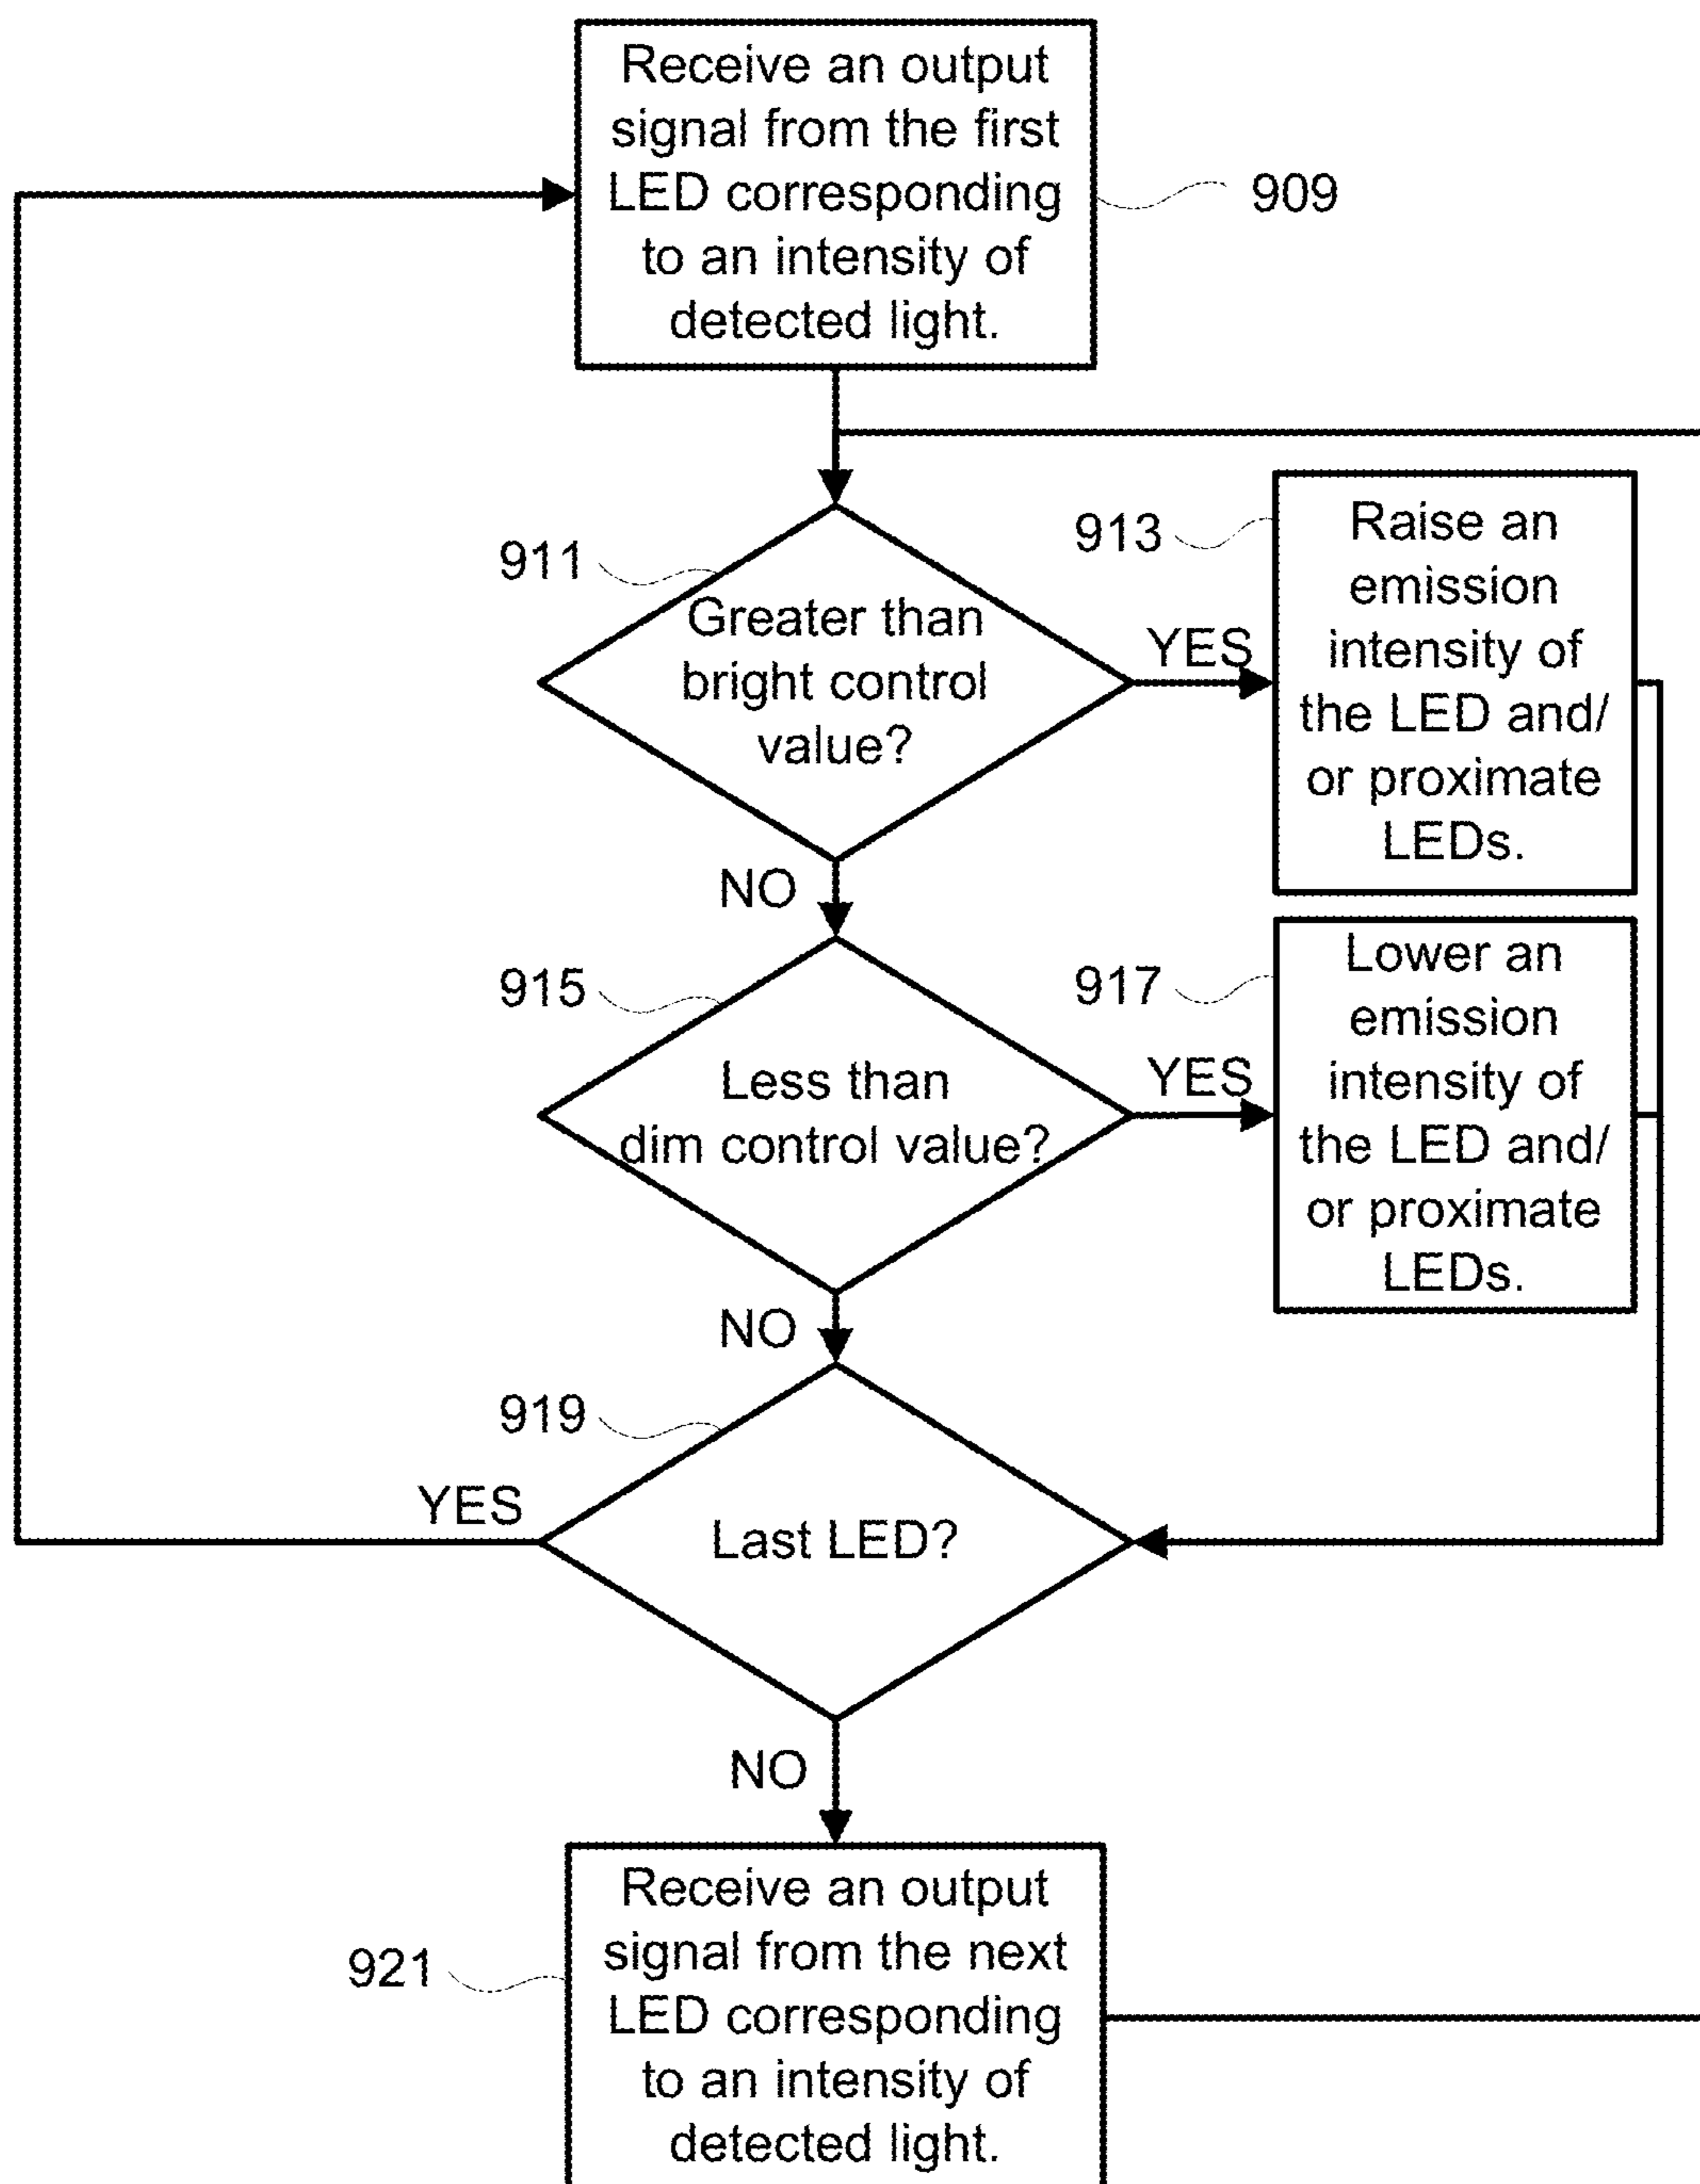 Receive an output
signal from the first
LED corresponding
to an intensity of
detected light.
909
911
Greater than
bright control
value?
YES
913
Raise an
emission
intensity of
the LED and/
or proximate
LEDs.
NO
915
Less than
dim control value?
YES
917
Lower an
emission
intensity of
the LED and/
or proximate
LEDs.
NO
919
YES
Last LED?
NO
921
Receive an output
signal from the next
LED corresponding
to an intensity of
detected light.